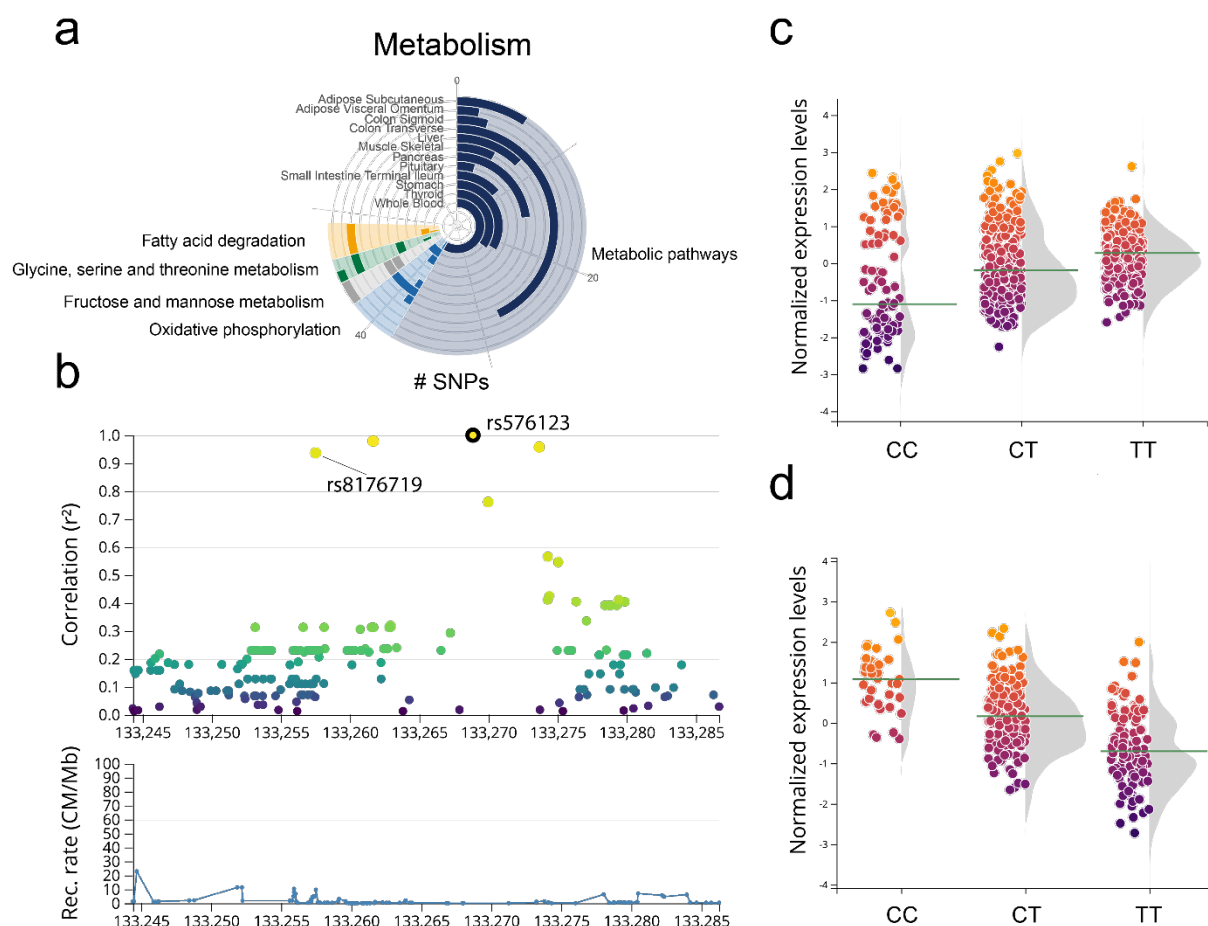 a
Metabolism
0
Adipose Subcutaneous
Adipose Visceral Omentum
Colon Sigmoid
Colon Transverse
Liver
Muscle Skeletal
Pancreas
Pituitary
Small Intestine Terminal Ileum
Stomach
Thyroid
Whole Blood
Fatty acid degradation
Glycine, serine and threonine metabolism
Fructose and mannose metabolism
Oxidative phosphorylation
Metabolic pathways
20
40
# SNPs
b
rs576123
rs8176719
Correlation (r²)
1.0
0.9
0.8
0.7
0.6
0.5
0.4
0.3
0.2
0.1
0.0
133,245
133,250
133,255
133,260
133,265
133,270
133,275
133,280
133,285
Rec. rate (CM/Mb)
100
90
80
70
60
50
40
30
20
10
0
133,245
133,250
133,255
133,260
133,265
133,270
133,275
133,280
133,285
c
Normalized expression levels
4
3
2
1
0
-1
-2
-3
-4
CC
CT
TT
d
Normalized expression levels
4
3
2
1
0
-1
-2
-3
-4
CC
CT
TT